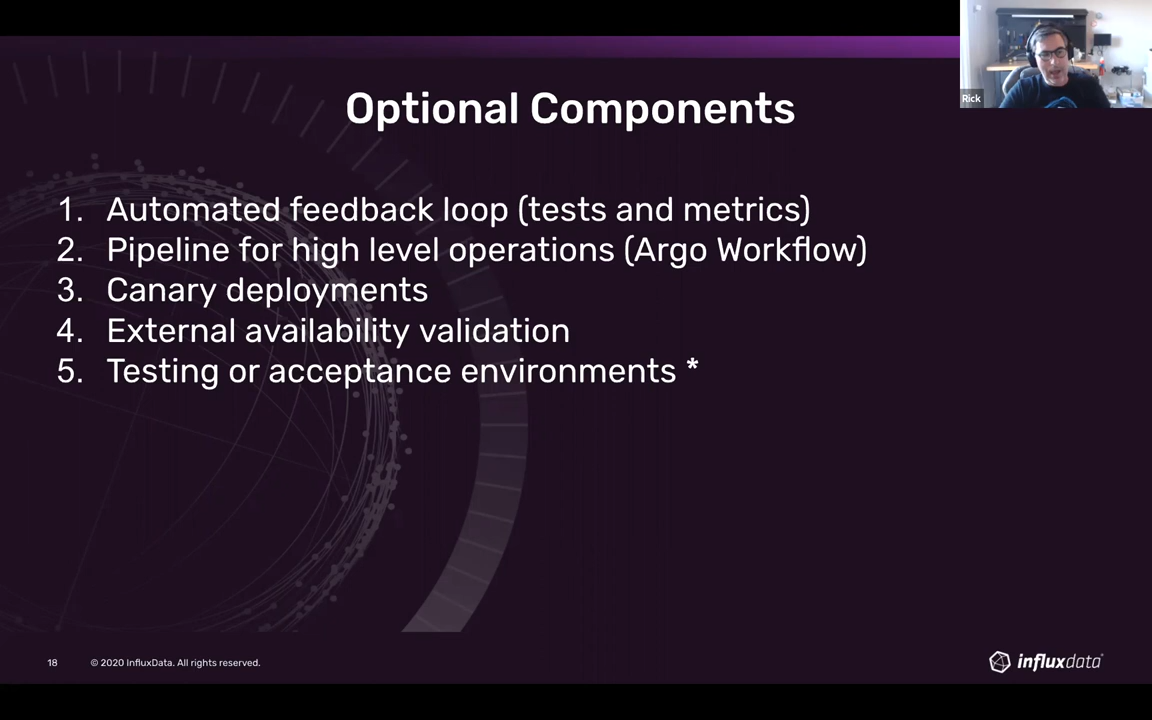 Rick
Optional Components
1. Automated feedback loop (tests and metrics)
2. Pipeline for high level operations (Argo Workflow)
3. Canary deployments
4. External availability validation
5. Testing or acceptance environments *
18 © 2020 InfluxData. All rights reserved.
influxdata